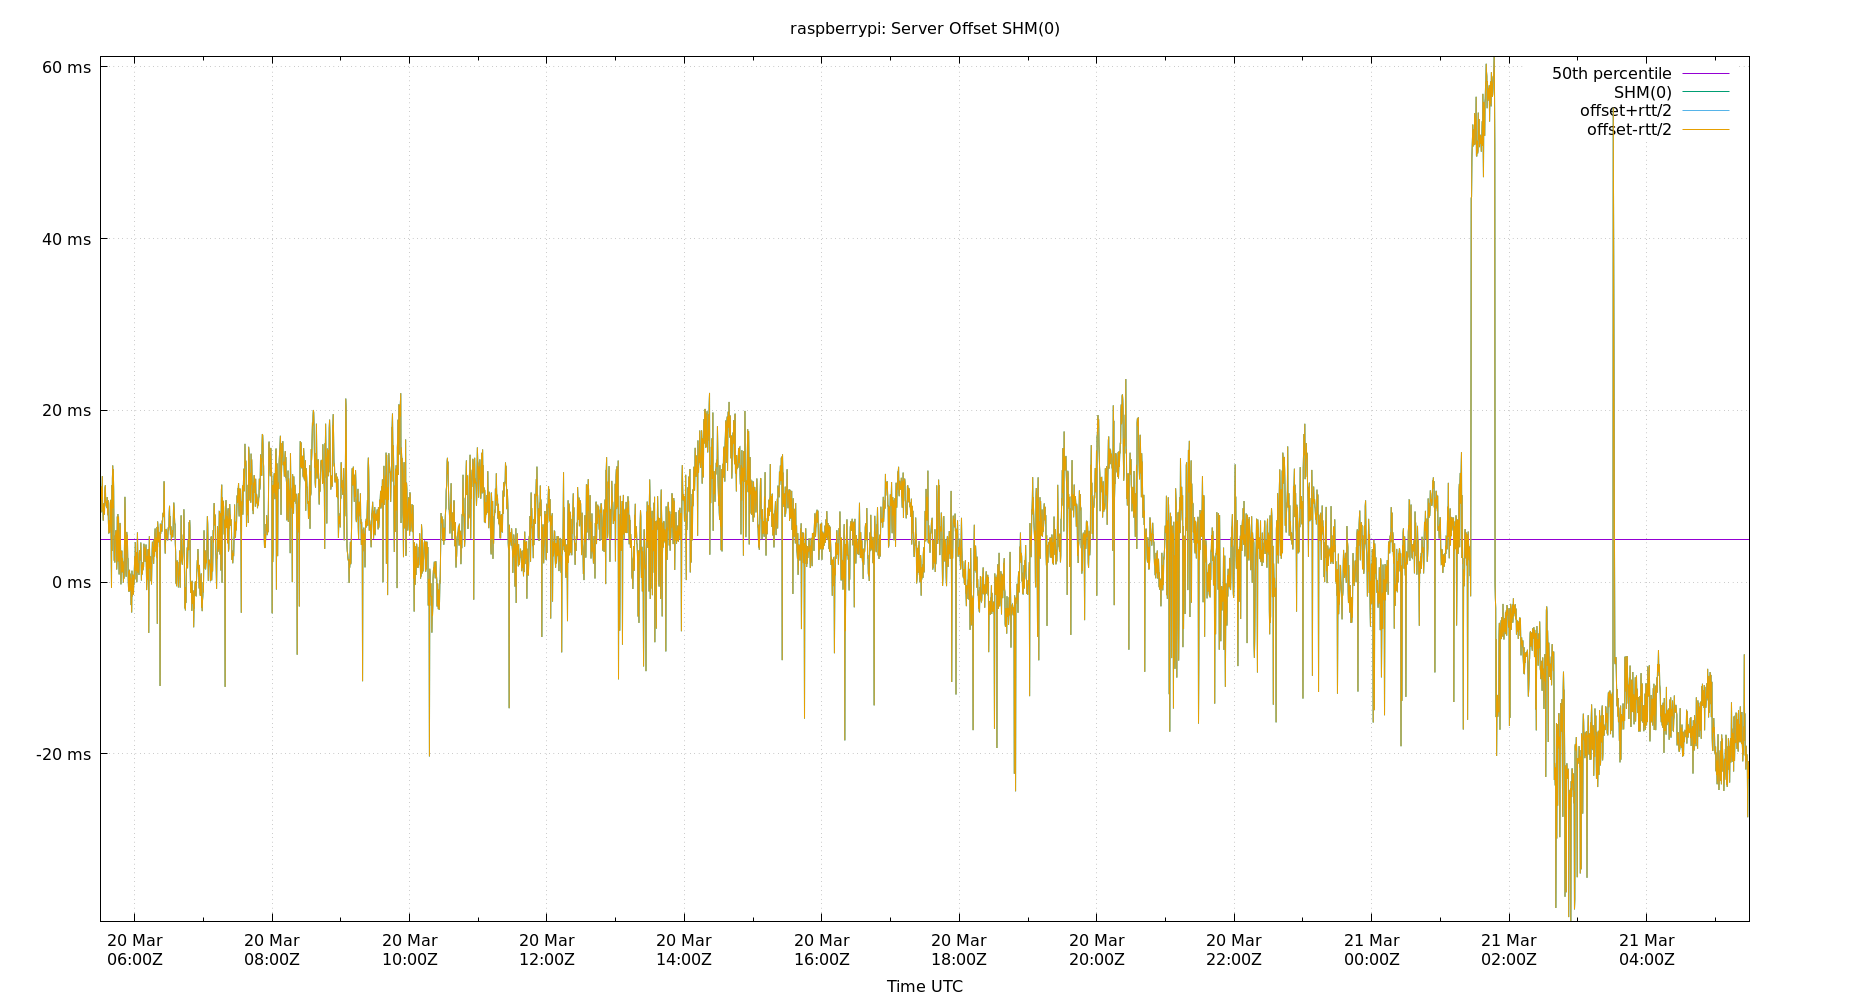 raspberrypi: Server Offset SHM(0)
60 ms
40 ms
20 ms
0 ms
-20 ms
50th percentile
SHM(0)
offset+rtt/2
offset-rtt/2
20 Mar 20 Mar 20 Mar 20 Mar 20 Mar 20 Mar 20 Mar 20 Mar 20 Mar 21 Mar 21 Mar 21 Mar
06:00Z 08:00Z 10:00Z 12:00Z 14:00Z 16:00Z 18:00Z 20:00Z 22:00Z 00:00Z 02:00Z 04:00Z
Time UTC